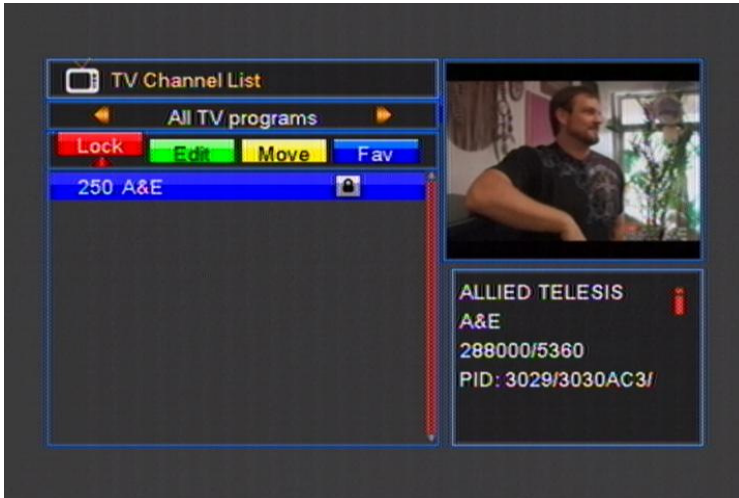 TV Channel List
All TV programs
Lock Edit Move Fav
250 A&E
ALLIED TELESIS
A&E
288000/5360
PID: 3029/3030AC3/